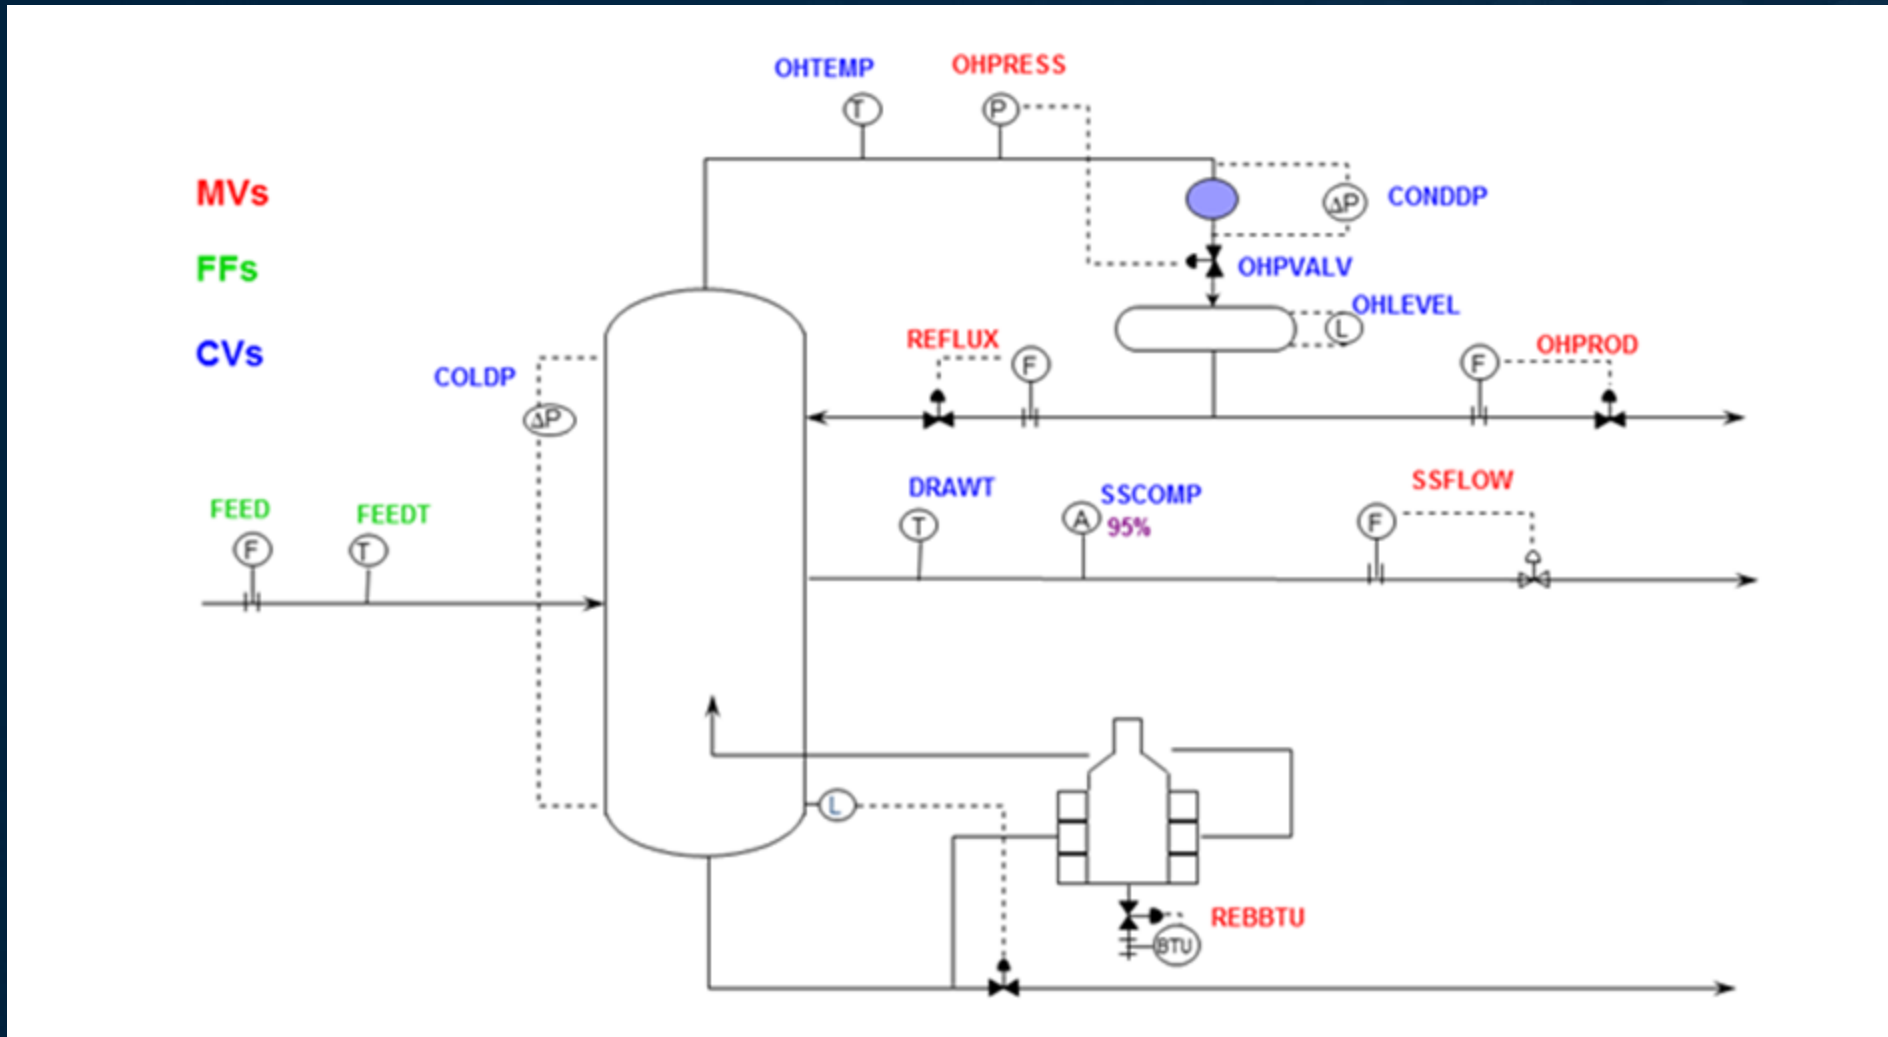 OHTEMP
OHPRESS
T
P
MVs
ΔP
CONDDP
FFs
OHPVALV
OHLEVEL
L
CVs
REFLUX
F
F
OHPROD
COLDP
ΔP
DRAWT
SSCOMP
SSFLOW
T
A
95%
F
FEED
FEEDT
F
T
L
REBBTU
BTU